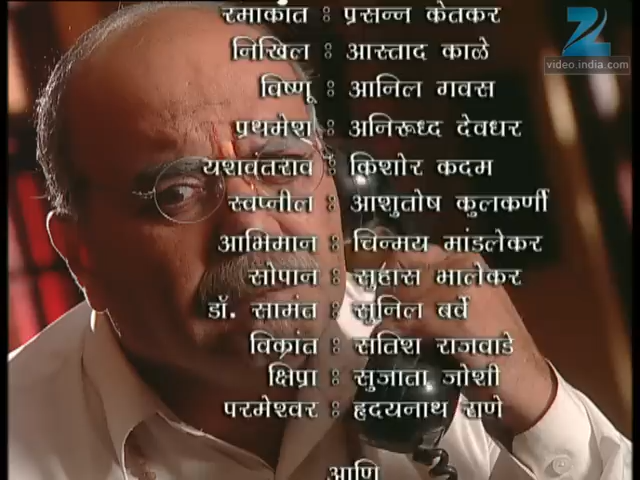 रमाकांत : प्रसन्न केतकर
Z
video.india.com
निखिल : आस्ताद काळे
विष्णू : अनिल गवस
प्रथमेश : अनिरूध्द देवधर
यशवंतराव : किशोर कदम
स्वप्नील : आशुतोष कुलकर्णी
अभिमान : चिन्मय मांडलेकर
सोपान : सुहास भालेकर
डॉ. सामंत : सुनिल बर्वे
विक्रांत : सतिश राजवाडे
क्षिप्रा : सुजाता जोशी
परमेश्वर : हृदयनाथ राणे
आणि